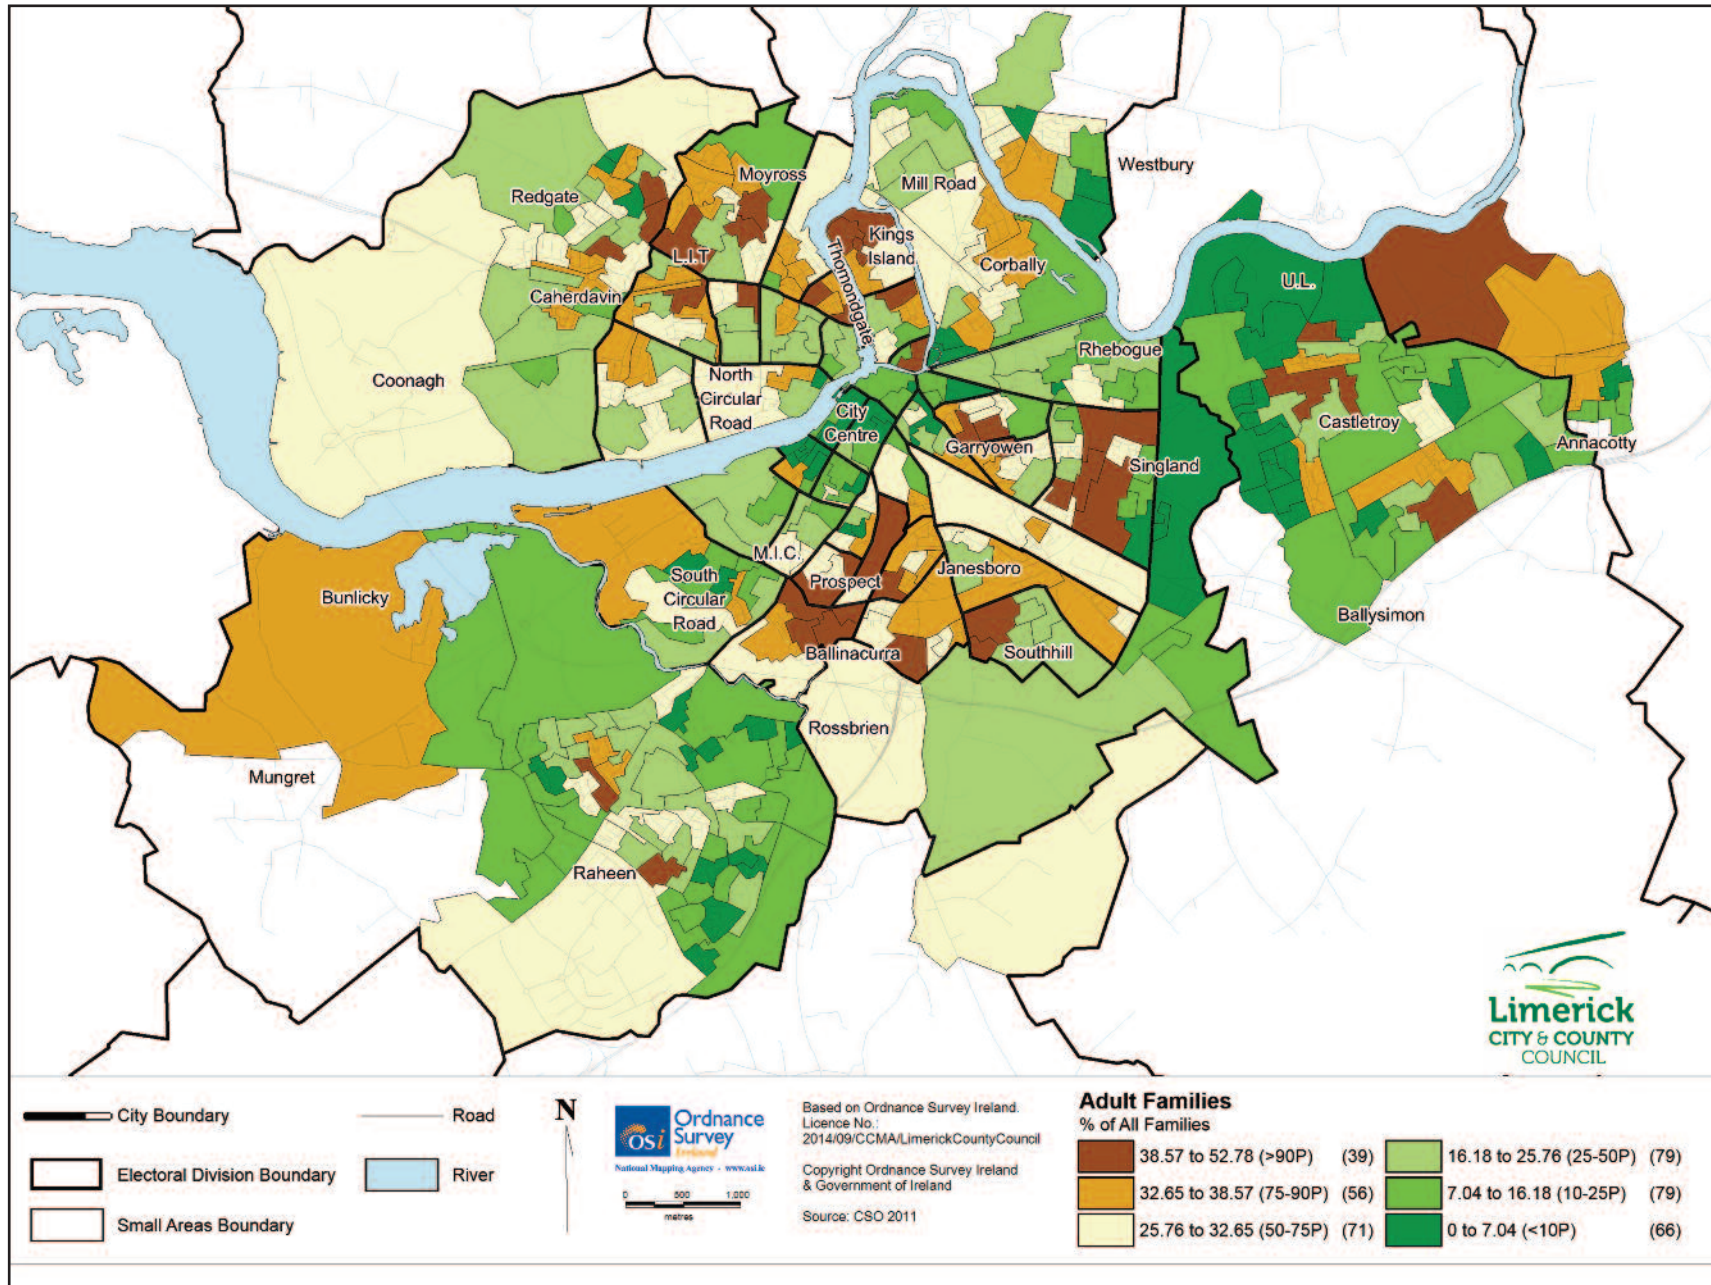 Westbury
Moyross
Mill Road
Redgate
Kings
Island
Thomondgate
L.I.T
Corbally
U.L.
Caherdavin
Rhebogue
Coonagh
North
Circular
Road
City
Centre
Castletroy
Garryowen
Annacotty
Singland
M.I.C.
South
Circular
Road
Prospect
Janesboro
Bunlicky
Ballysimon
Ballinacurra
Southhill
Rossbrien
Mungret
Raheen
Limerick
CITY & COUNTY
COUNCIL
City Boundary
Road
Electoral Division Boundary
River
Small Areas Boundary
N
osi
Ordnance
Survey
Ireland
National Mapping Agency - www.osi.ie
0 500 1,000
metres
Based on Ordnance Survey Ireland.
Licence No.:
2014/09/CCMA/LimerickCountyCouncil
Copyright Ordnance Survey Ireland
& Government of Ireland
Source: CSO 2011
Adult Families
% of All Families
38.57 to 52.78 (>90P) (39)
32.65 to 38.57 (75-90P) (56)
25.76 to 32.65 (50-75P) (71)
16.18 to 25.76 (25-50P) (79)
7.04 to 16.18 (10-25P) (79)
0 to 7.04 (<10P) (66)